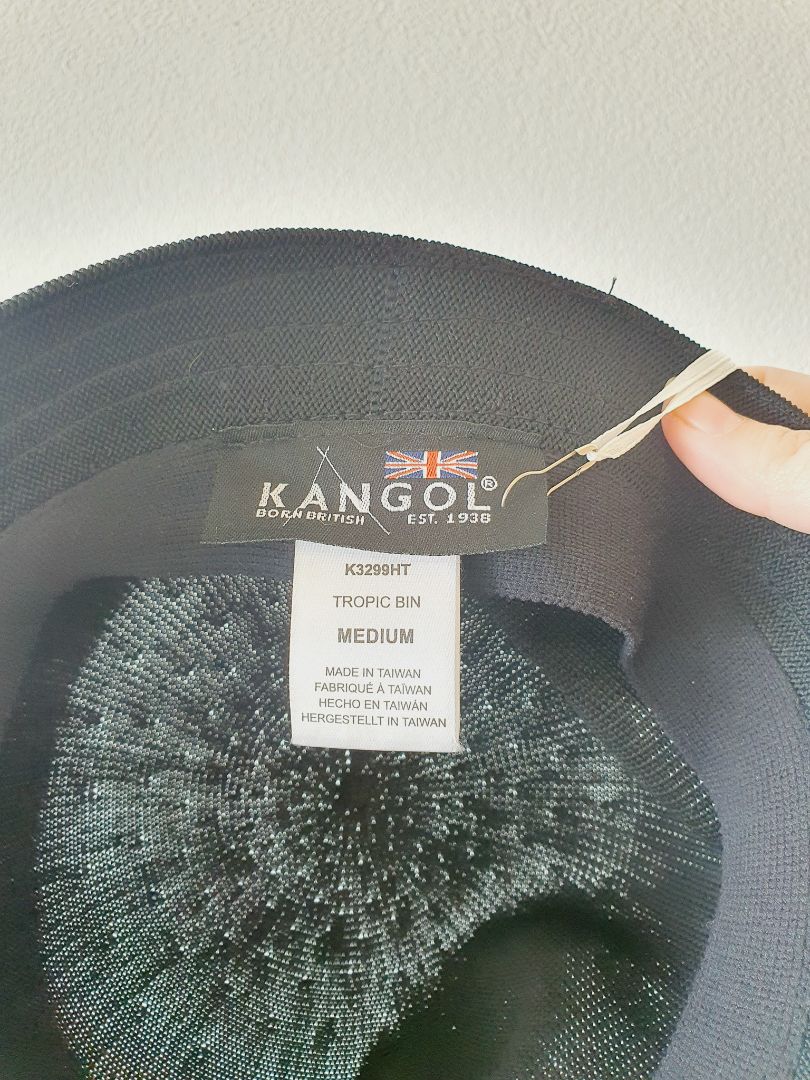 KANGOL®
BORN BRITISH EST. 1938
K3299HT
TROPIC BIN
MEDIUM
MADE IN TAIWAN
FABRIQUÉ À TAÏWAN
HECHO EN TAIWÁN
HERGESTELLT IN TAIWAN